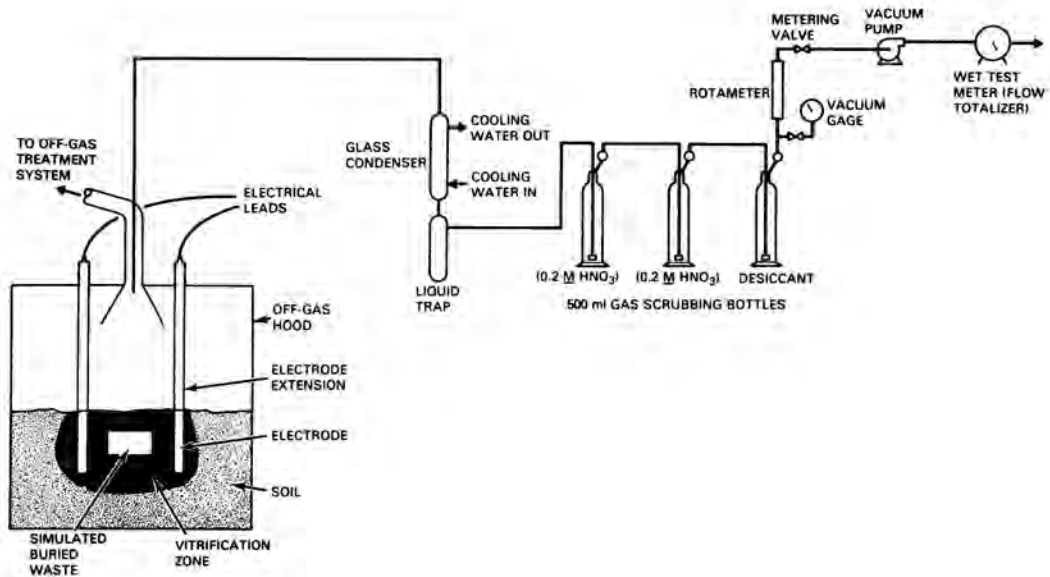 METERING
VALVE
VACUUM
PUMP
WET TEST
METER (FLOW
TOTALIZER)
ROTAMETER
VACUUM
GAGE
COOLING
WATER OUT
GLASS
CONDENSER
COOLING
WATER IN
TO OFF-GAS
TREATMENT
SYSTEM
ELECTRICAL
LEADS
LIQUID
TRAP
(0.2 M HNO₃)
(0.2 M HNO₃)
DESICCANT
500 ml GAS SCRUBBING BOTTLES
OFF-GAS
HOOD
ELECTRODE
EXTENSION
ELECTRODE
SOIL
SIMULATED
BURIED
WASTE
VITRIFICATION
ZONE